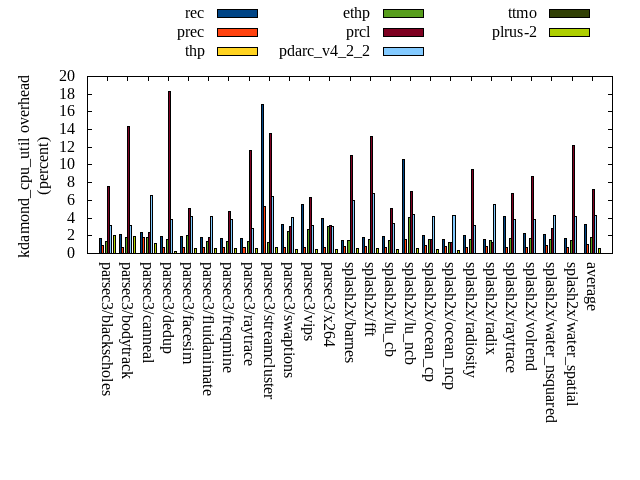 rec
prec
thp
ethp
prcl
pdarc_v4_2_2
ttmo
plrus-2
kdamond_cpu_util overhead
(percent)
20
18
16
14
12
10
8
6
4
2
0
parsec3/blackscholes
parsec3/bodytrack
parsec3/canneal
parsec3/dedup
parsec3/facesim
parsec3/fluidanimate
parsec3/freqmine
parsec3/raytrace
parsec3/streamcluster
parsec3/swaptions
parsec3/vips
parsec3/x264
splash2x/barnes
splash2x/fft
splash2x/lu_cb
splash2x/lu_ncb
splash2x/ocean_cp
splash2x/ocean_ncp
splash2x/radiosity
splash2x/radix
splash2x/raytrace
splash2x/volrend
splash2x/water_nsquared
splash2x/water_spatial
average